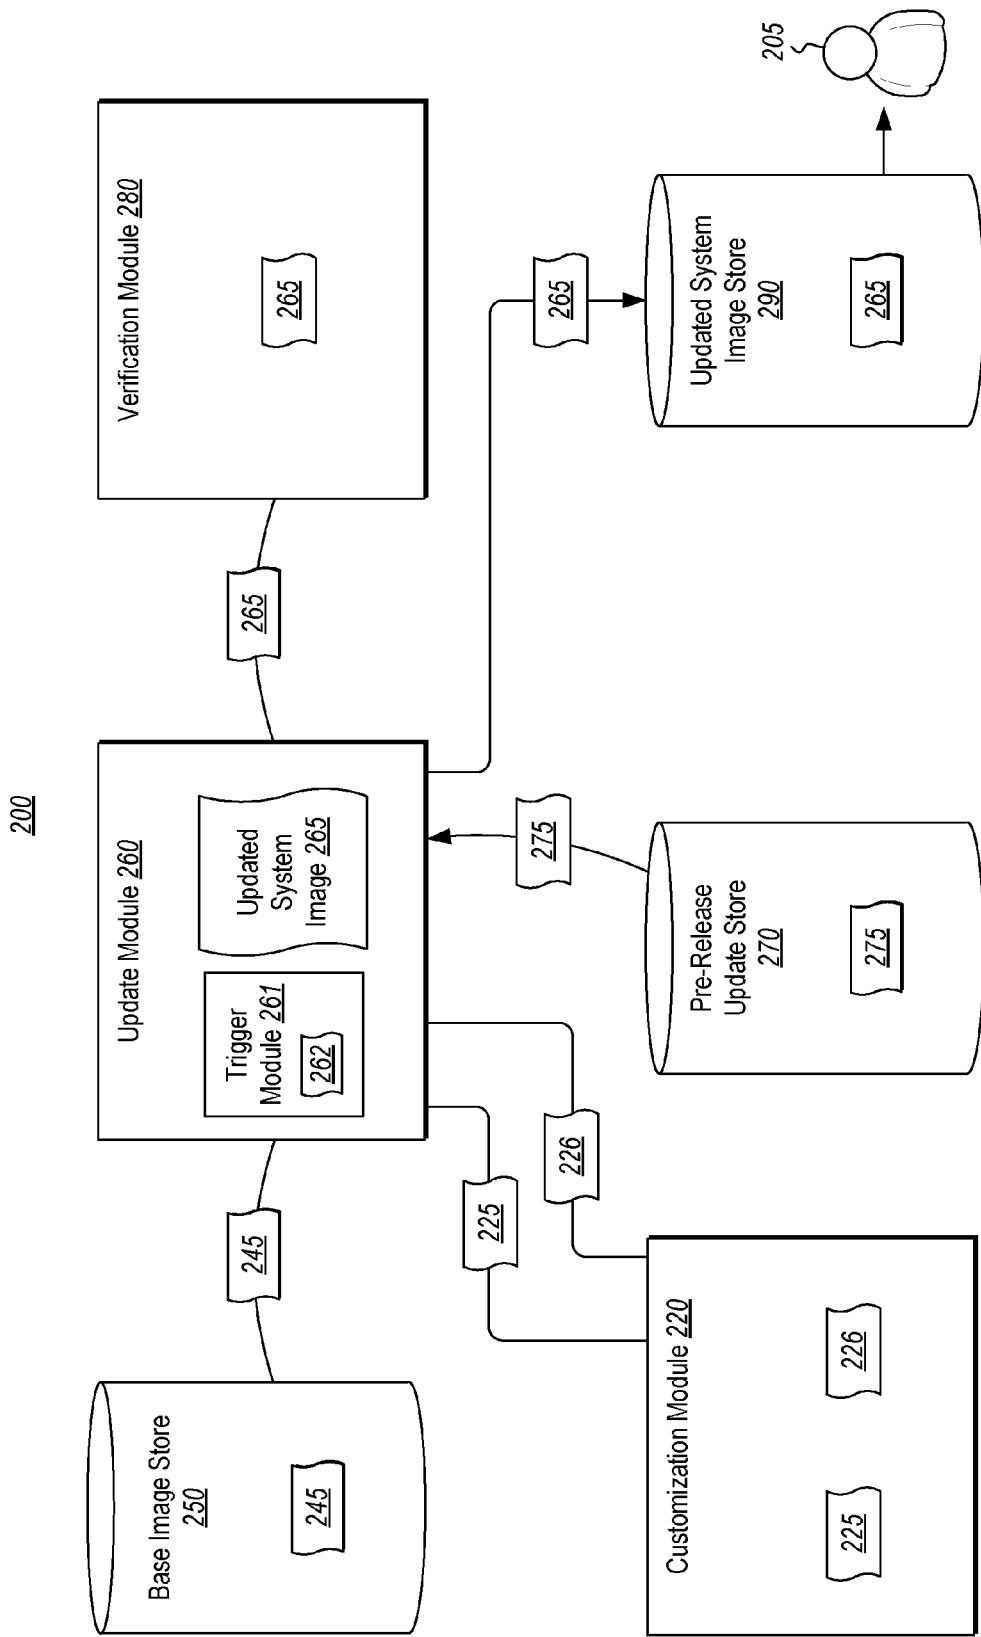 200
Base Image Store
250
245
245
Update Module 260
Trigger
Module 261
262
Updated
System
Image 265
265
Verification Module 280
265
Customization Module 220
225
226
225
226
Pre-Release
Update Store
270
275
275
265
Updated System
Image Store
290
265
205